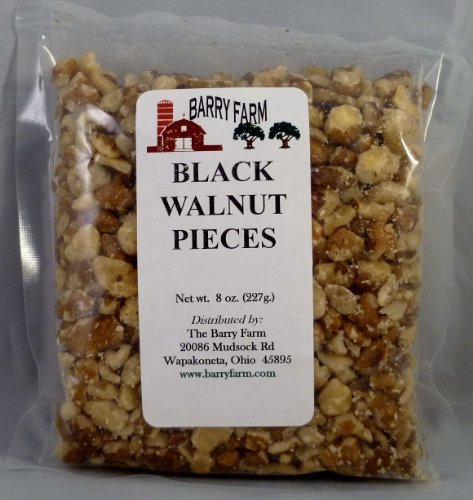 BARRY FARM
BLACK
WALNUT
PIECES
Net wt. 8 oz. (227g.)
Distributed by:
The Barry Farm
20086 Mudsock Rd
Wapakoneta, Ohio 45895
www.barryfarm.com